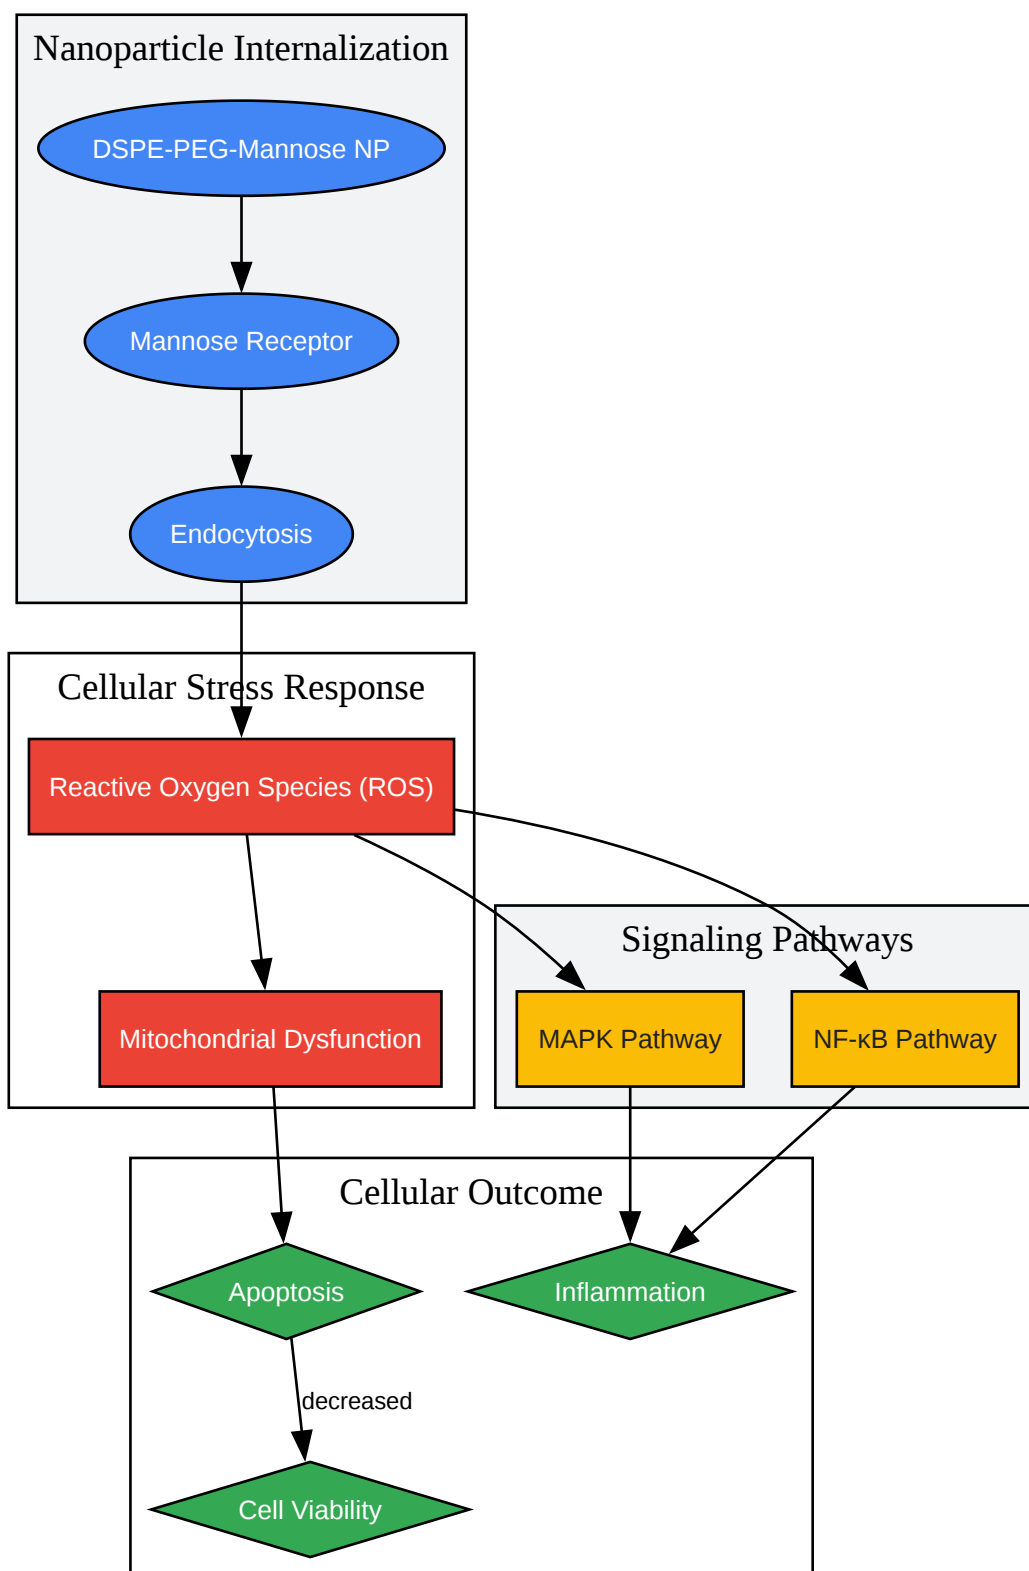 Nanoparticle Internalization
DSPE-PEG-Mannose NP
Mannose Receptor
Endocytosis
Cellular Stress Response
Reactive Oxygen Species (ROS)
Signaling Pathways
Mitochondrial Dysfunction
MAPK Pathway
NF-κB Pathway
Cellular Outcome
Apoptosis
Inflammation
decreased
Cell Viability